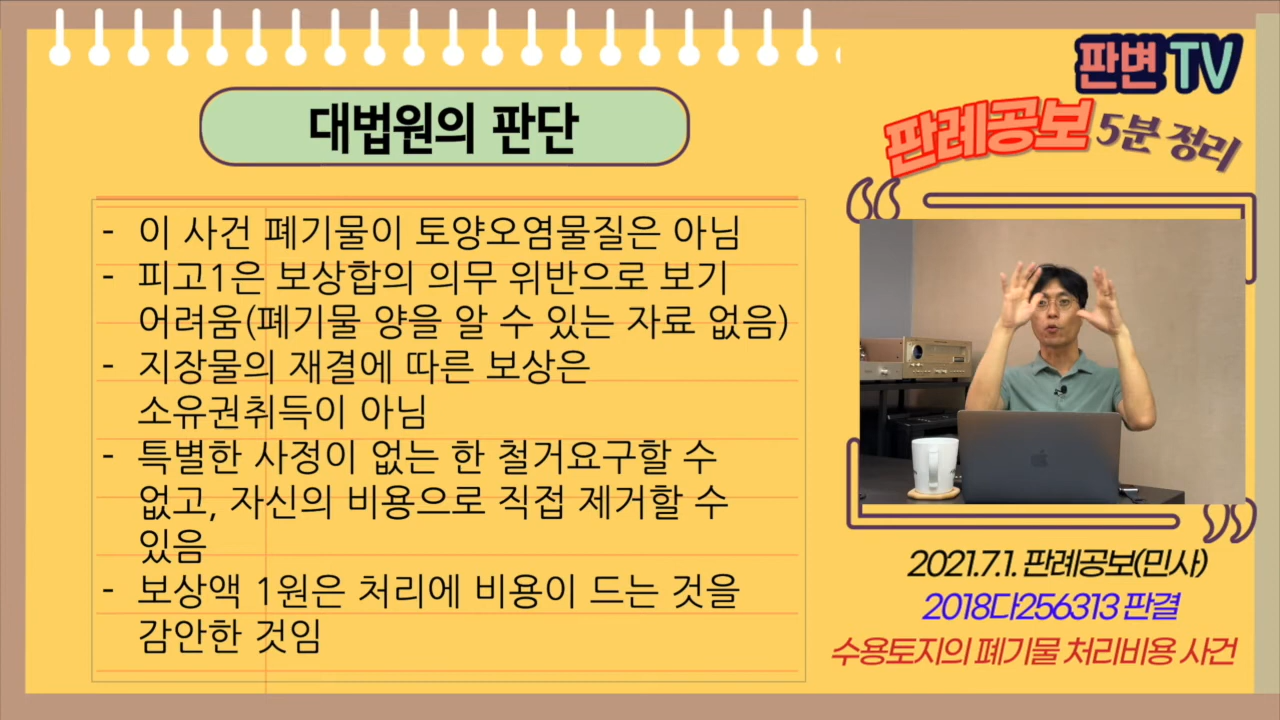 대법원의 판단
- 이 사건 폐기물이 토양오염물질은 아님
- 피고1은 보상합의 의무 위반으로 보기
어려움(폐기물 양을 알 수 있는 자료 없음)
- 지장물의 재결에 따른 보상은
소유권취득이 아님
- 특별한 사정이 없는 한 철거요구할 수
없고, 자신의 비용으로 직접 제거할 수
있음
- 보상액 1원은 처리에 비용이 드는 것을
감안한 것임
판변 TV
판례공보 5분 정리
2021.7.1. 판례공보(민사)
2018다256313 판결
수용토지의 폐기물 처리비용 사건